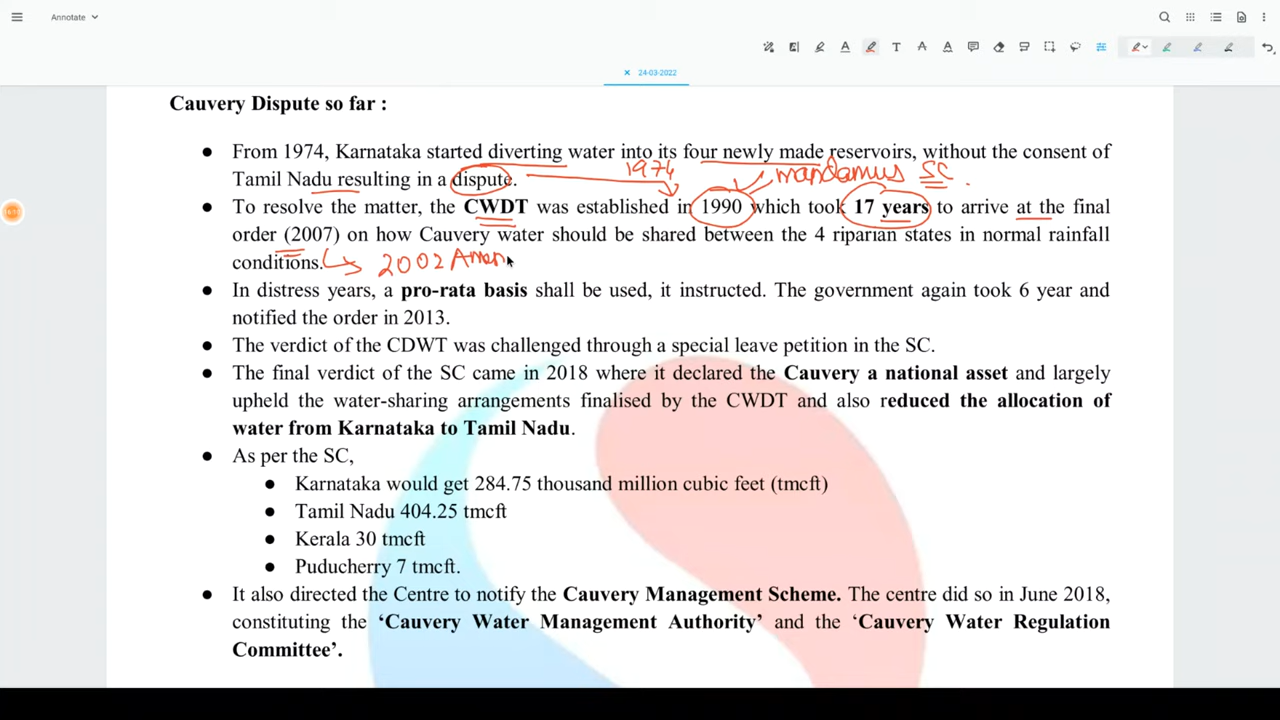 Annotate
24-03-2022
Cauvery Dispute so far :
● From 1974, Karnataka started diverting water into its four newly made reservoirs, without the consent of
1974 mandamus SC.
Tamil Nadu resulting in a dispute.
● To resolve the matter, the CWDT was established in 1990 which took 17 years to arrive at the final
order (2007) on how Cauvery water should be shared between the 4 riparian states in normal rainfall
conditions. 2002 Amen
● In distress years, a pro-rata basis shall be used, it instructed. The government again took 6 year and
notified the order in 2013.
● The verdict of the CDWT was challenged through a special leave petition in the SC.
● The final verdict of the SC came in 2018 where it declared the Cauvery a national asset and largely
upheld the water-sharing arrangements finalised by the CWDT and also reduced the allocation of
water from Karnataka to Tamil Nadu.
● As per the SC,
● Karnataka would get 284.75 thousand million cubic feet (tmcft)
● Tamil Nadu 404.25 tmcft
● Kerala 30 tmcft
● Puducherry 7 tmcft.
● It also directed the Centre to notify the Cauvery Management Scheme. The centre did so in June 2018,
constituting the ‘Cauvery Water Management Authority’ and the ‘Cauvery Water Regulation
Committee’.